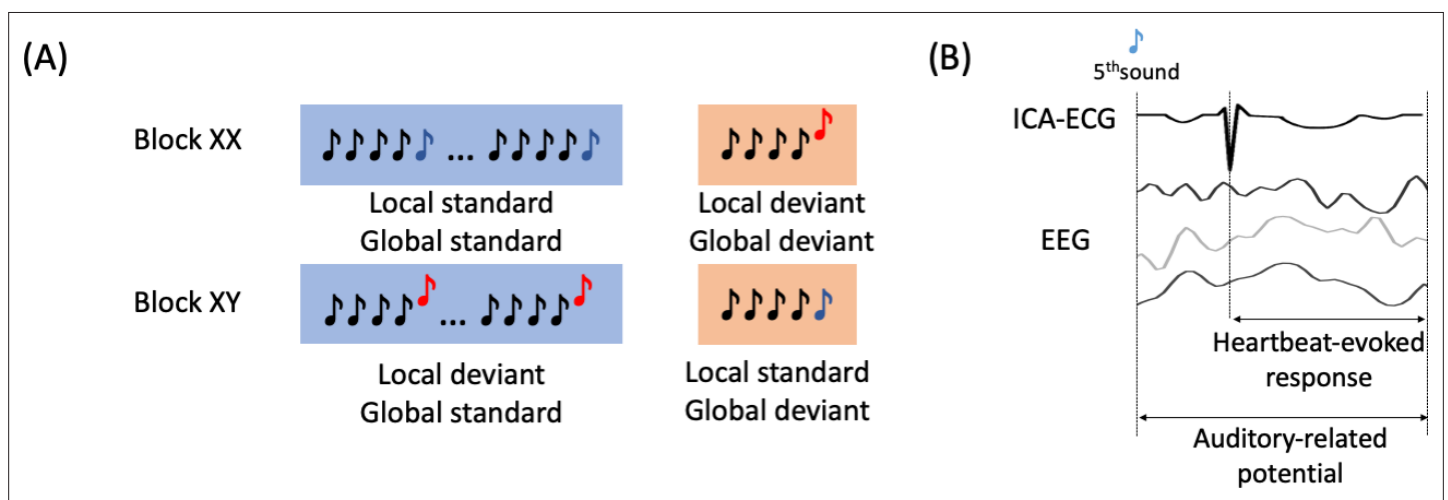 (A)
Block XX
...
Local standard
Global standard
Local deviant
Global deviant
Block XY
...
Local deviant
Global standard
Local standard
Global deviant
(B)
5thsound
ICA-ECG
EEG
Heartbeat-evoked
response
Auditory-related
potential